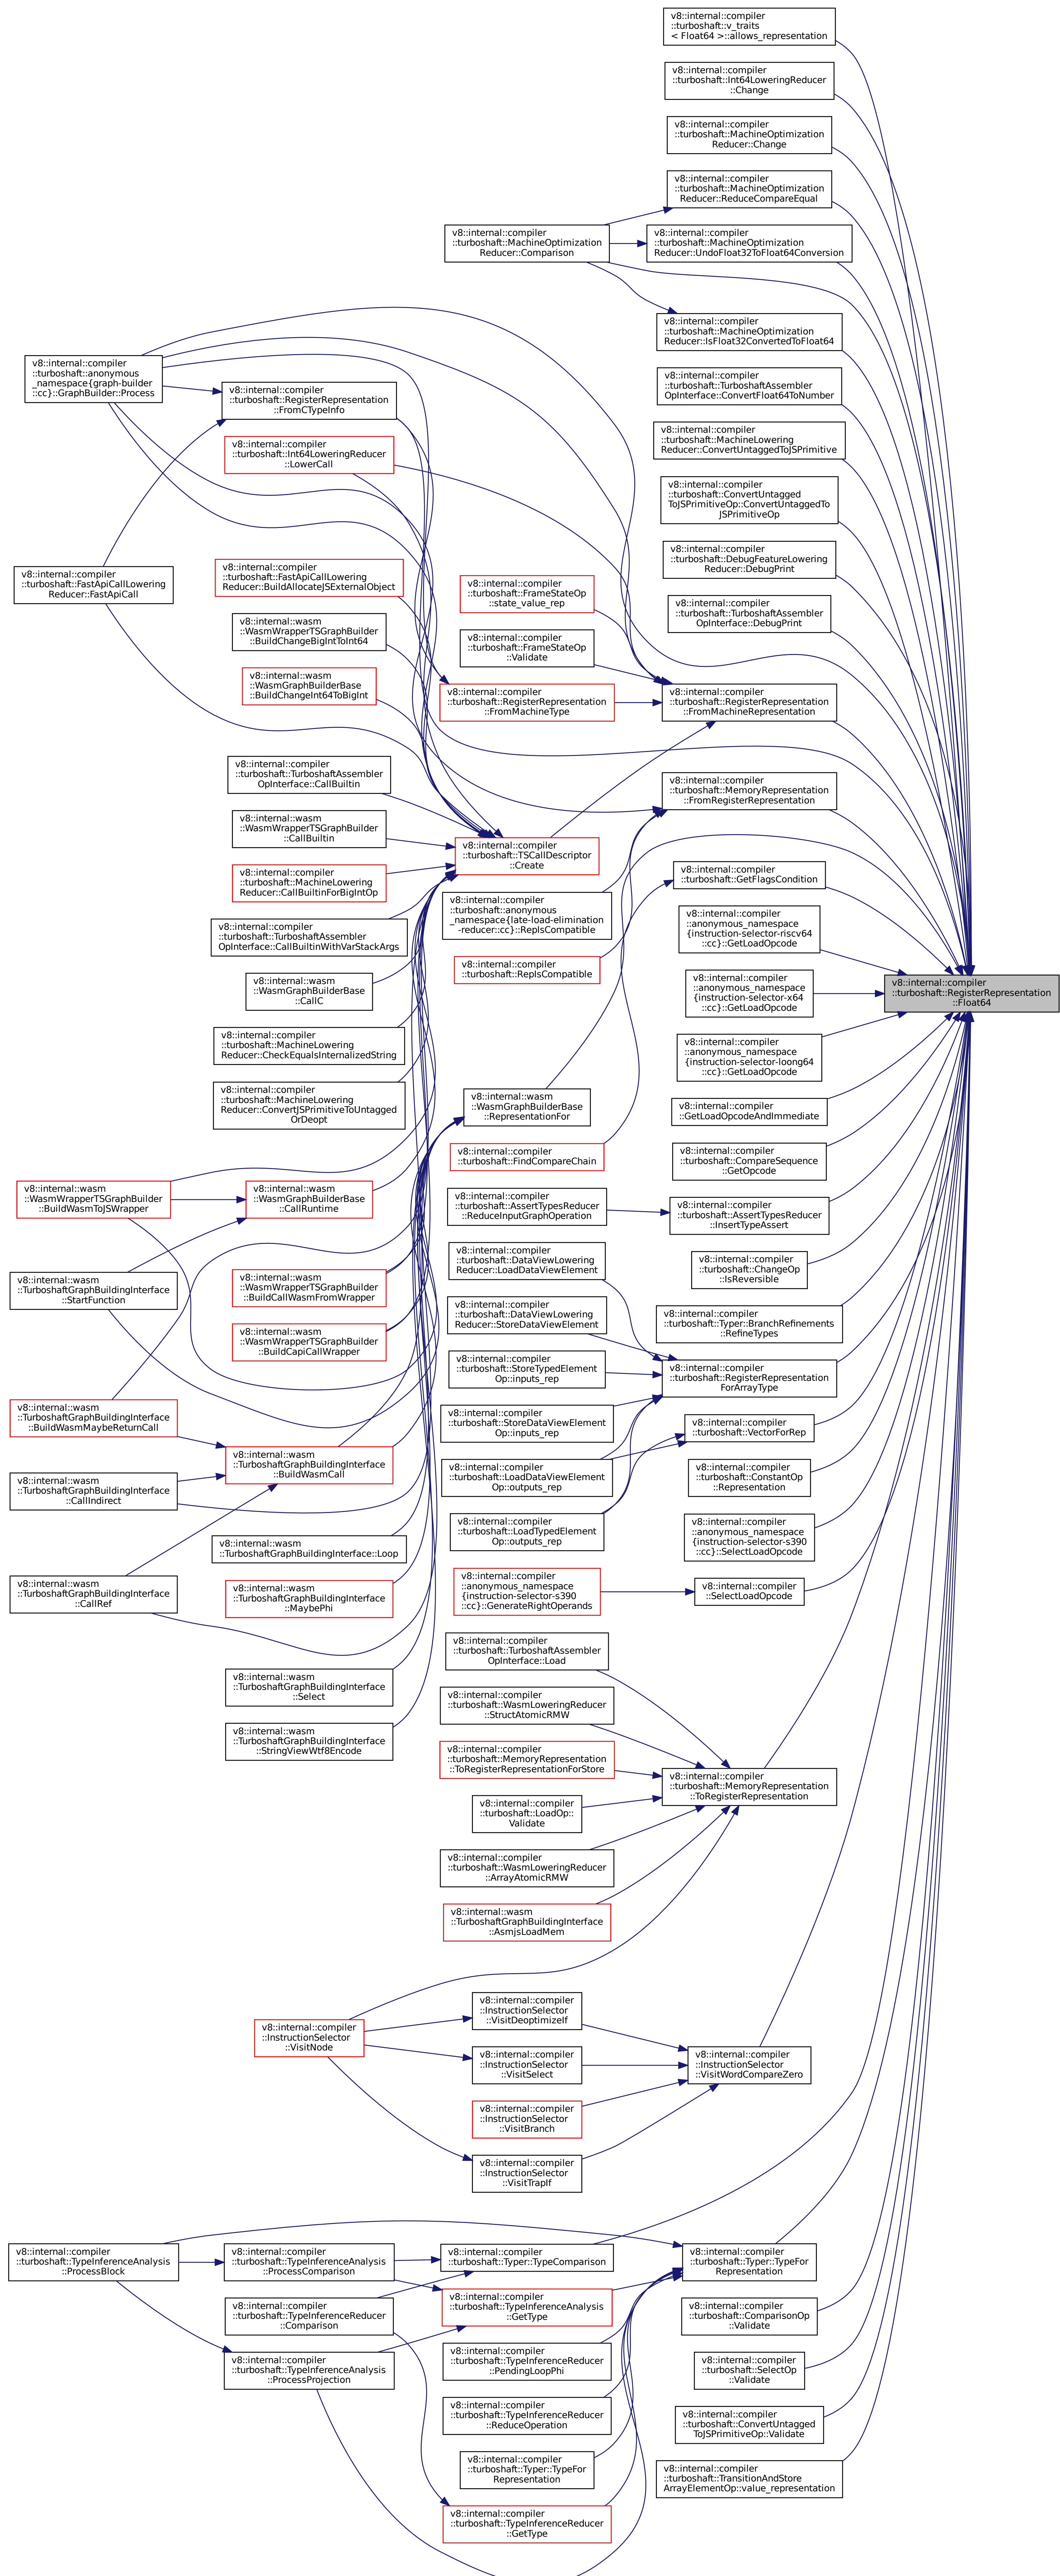 v8::internal::compiler
::turboshaft::v_traits
< Float64 >::allows_representation
v8::internal::compiler
::turboshaft::Int64LoweringReducer
::Change
v8::internal::compiler
::turboshaft::MachineOptimization
Reducer::Change
v8::internal::compiler
::turboshaft::MachineOptimization
Reducer::ReduceCompareEqual
v8::internal::compiler
::turboshaft::MachineOptimization
Reducer::Comparison
v8::internal::compiler
::turboshaft::MachineOptimization
Reducer::UndoFloat32ToFloat64Conversion
v8::internal::compiler
::turboshaft::MachineOptimization
Reducer::IsFloat32ConvertedToFloat64
v8::internal::compiler
::turboshaft::anonymous
_namespace{graph-builder
.cc}::GraphBuilder::Process
v8::internal::compiler
::turboshaft::TurboshaftAssembler
OpInterface::ConvertFloat64ToNumber
v8::internal::compiler
::turboshaft::RegisterRepresentation
::FromCTypeInfo
v8::internal::compiler
::turboshaft::MachineLowering
Reducer::ConvertUntaggedToJSPrimitive
v8::internal::compiler
::turboshaft::Int64LoweringReducer
::LowerCall
v8::internal::compiler
::turboshaft::ConvertUntagged
ToJSPrimitiveOp::ConvertUntaggedTo
JSPrimitiveOp
v8::internal::compiler
::turboshaft::DebugFeatureLowering
Reducer::DebugPrint
v8::internal::compiler
::turboshaft::FastApiCallLowering
Reducer::FastApiCall
v8::internal::compiler
::turboshaft::FastApiCallLowering
Reducer::BuildAllocateJSExternalObject
v8::internal::compiler
::turboshaft::FrameStateOp
::state_value_rep
v8::internal::compiler
::turboshaft::TurboshaftAssembler
OpInterface::DebugPrint
v8::internal::wasm
::WasmWrapperTSGraphBuilder
::BuildChangeBigIntToInt64
v8::internal::compiler
::turboshaft::FrameStateOp
::Validate
v8::internal::wasm
::WasmGraphBuilderBase
::BuildChangeInt64ToBigInt
v8::internal::compiler
::turboshaft::RegisterRepresentation
::FromMachineType
v8::internal::compiler
::turboshaft::RegisterRepresentation
::FromMachineRepresentation
v8::internal::compiler
::turboshaft::TurboshaftAssembler
OpInterface::CallBuiltin
v8::internal::compiler
::turboshaft::MemoryRepresentation
::FromRegisterRepresentation
v8::internal::wasm
::WasmWrapperTSGraphBuilder
::CallBuiltin
v8::internal::compiler
::turboshaft::TSCallDescriptor
::Create
v8::internal::compiler
::turboshaft::MachineLowering
Reducer::CallBuiltinForBigIntOp
v8::internal::compiler
::turboshaft::GetFlagsCondition
v8::internal::compiler
::turboshaft::TurboshaftAssembler
OpInterface::CallBuiltinWithVarStackArgs
v8::internal::compiler
::turboshaft::anonymous
_namespace{late-load-elimination
-reducer::cc}::RepIsCompatible
v8::internal::compiler
::anonymous_namespace
{instruction-selector-riscv64
::cc}::GetLoadOpcode
v8::internal::wasm
::WasmGraphBuilderBase
::CallC
v8::internal::compiler
::turboshaft::RepIsCompatible
v8::internal::compiler
::anonymous_namespace
{instruction-selector-x64
::cc}::GetLoadOpcode
v8::internal::compiler
::turboshaft::RegisterRepresentation
::Float64
v8::internal::compiler
::turboshaft::MachineLowering
Reducer::CheckEqualsInternalizedString
v8::internal::compiler
::anonymous_namespace
{instruction-selector-loong64
::cc}::GetLoadOpcode
v8::internal::compiler
::turboshaft::MachineLowering
Reducer::ConvertJSPrimitiveToUntagged
OrDeopt
v8::internal::wasm
::WasmGraphBuilderBase
::RepresentationFor
v8::internal::compiler
::GetLoadOpcodeAndImmediate
v8::internal::compiler
::turboshaft::FindCompareChain
v8::internal::compiler
::turboshaft::CompareSequence
::GetOpcode
v8::internal::wasm
::WasmWrapperTSGraphBuilder
::BuildWasmToJSWrapper
v8::internal::wasm
::WasmGraphBuilderBase
::CallRuntime
v8::internal::compiler
::turboshaft::AssertTypesReducer
::ReduceInputGraphOperation
v8::internal::compiler
::turboshaft::AssertTypesReducer
::InsertTypeAssert
v8::internal::compiler
::turboshaft::DataViewLowering
Reducer::LoadDataViewElement
v8::internal::compiler
::turboshaft::ChangeOp
::IsReversible
v8::internal::wasm
::TurboshaftGraphBuildingInterface
::StartFunction
v8::internal::wasm
::WasmWrapperTSGraphBuilder
::BuildCallWasmFromWrapper
v8::internal::compiler
::turboshaft::DataViewLowering
Reducer::StoreDataViewElement
v8::internal::compiler
::turboshaft::Typer::BranchRefinements
::RefineTypes
v8::internal::wasm
::WasmWrapperTSGraphBuilder
::BuildCapiCallWrapper
v8::internal::compiler
::turboshaft::StoreTypedElement
Op::inputs_rep
v8::internal::compiler
::turboshaft::RegisterRepresentation
ForArrayType
v8::internal::wasm
::TurboshaftGraphBuildingInterface
::BuildWasmMaybeReturnCall
v8::internal::compiler
::turboshaft::StoreDataViewElement
Op::inputs_rep
v8::internal::compiler
::turboshaft::VectorForRep
v8::internal::wasm
::TurboshaftGraphBuildingInterface
::BuildWasmCall
v8::internal::compiler
::turboshaft::LoadDataViewElement
Op::outputs_rep
v8::internal::compiler
::turboshaft::ConstantOp
::Representation
v8::internal::wasm
::TurboshaftGraphBuildingInterface
::CallIndirect
v8::internal::compiler
::turboshaft::LoadTypedElement
Op::outputs_rep
v8::internal::compiler
::anonymous_namespace
{instruction-selector-s390
::cc}::SelectLoadOpcode
v8::internal::wasm
::TurboshaftGraphBuildingInterface::Loop
v8::internal::wasm
::TurboshaftGraphBuildingInterface
::CallRef
v8::internal::wasm
::TurboshaftGraphBuildingInterface
::MaybePhi
v8::internal::compiler
::anonymous_namespace
{instruction-selector-s390
::cc}::GenerateRightOperands
v8::internal::compiler
::SelectLoadOpcode
v8::internal::compiler
::turboshaft::TurboshaftAssembler
OpInterface::Load
v8::internal::wasm
::TurboshaftGraphBuildingInterface
::Select
v8::internal::compiler
::turboshaft::WasmLoweringReducer
::StructAtomicRMW
v8::internal::wasm
::TurboshaftGraphBuildingInterface
::StringViewWtf8Encode
v8::internal::compiler
::turboshaft::MemoryRepresentation
::ToRegisterRepresentationForStore
v8::internal::compiler
::turboshaft::MemoryRepresentation
::ToRegisterRepresentation
v8::internal::compiler
::turboshaft::LoadOp::
Validate
v8::internal::compiler
::turboshaft::WasmLoweringReducer
::ArrayAtomicRMW
v8::internal::wasm
::TurboshaftGraphBuildingInterface
::AsmjsLoadMem
v8::internal::compiler
::InstructionSelector
::VisitDeoptimizeIf
v8::internal::compiler
::InstructionSelector
::VisitNode
v8::internal::compiler
::InstructionSelector
::VisitSelect
v8::internal::compiler
::InstructionSelector
::VisitWordCompareZero
v8::internal::compiler
::InstructionSelector
::VisitBranch
v8::internal::compiler
::InstructionSelector
::VisitTrapIf
v8::internal::compiler
::turboshaft::TypeInferenceAnalysis
::ProcessBlock
v8::internal::compiler
::turboshaft::TypeInferenceAnalysis
::ProcessComparison
v8::internal::compiler
::turboshaft::Typer::TypeComparison
v8::internal::compiler
::turboshaft::Typer::TypeFor
Representation
v8::internal::compiler
::turboshaft::TypeInferenceReducer
::Comparison
v8::internal::compiler
::turboshaft::TypeInferenceAnalysis
::GetType
v8::internal::compiler
::turboshaft::ComparisonOp
::Validate
v8::internal::compiler
::turboshaft::TypeInferenceAnalysis
::ProcessProjection
v8::internal::compiler
::turboshaft::TypeInferenceReducer
::PendingLoopPhi
v8::internal::compiler
::turboshaft::SelectOp
::Validate
v8::internal::compiler
::turboshaft::TypeInferenceReducer
::ReduceOperation
v8::internal::compiler
::turboshaft::ConvertUntagged
ToJSPrimitiveOp::Validate
v8::internal::compiler
::turboshaft::Typer::TypeFor
Representation
v8::internal::compiler
::turboshaft::TransitionAndStore
ArrayElementOp::value_representation
v8::internal::compiler
::turboshaft::TypeInferenceReducer
::GetType